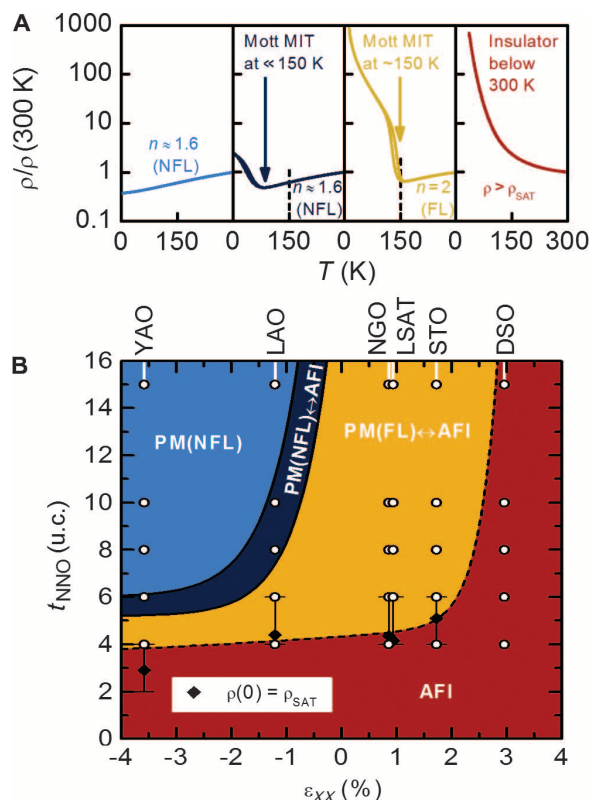 A
ρ/ρ (300 K)
1000
100
10
1
0.1
n ≈ 1.6
(NFL)
Mott MIT
at ≪ 150 K
n ≈ 1.6
(NFL)
Mott MIT
at ~150 K
n = 2
(FL)
Insulator
below
300 K
ρ > ρSAT
0 150 0 150 0 150 0 150 300
T (K)
B
YAO LAO NGO LSAT STO DSO
tNNO (u.c.)
16
14
12
10
8
6
4
2
0
PM(NFL)
PM(NFL)↔AFI
PM(FL)↔AFI
AFI
ρ(0) = ρSAT
-4 -3 -2 -1 0 1 2 3 4
εXX (%)